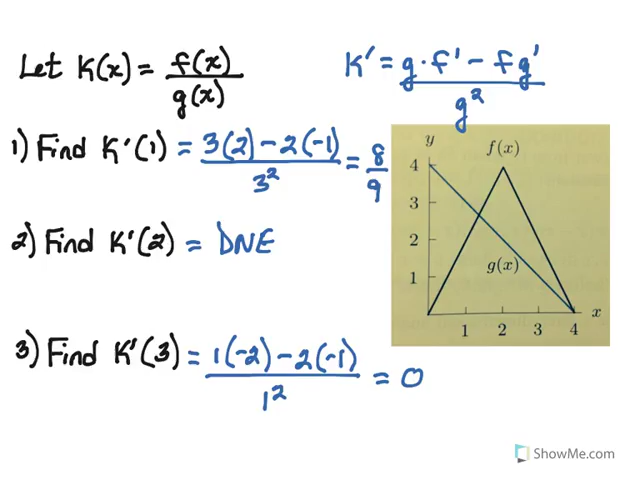 Let K(x) = f(x) / g(x)
K' = g · f' − f g' / g²
1) Find K'(1) = 3(2) − 2(−1) / 3² = 8/9
2) Find K'(2) = DNE
3) Find K'(3) = 1(−2) − 2(−1) / 1² = 0
y
f(x)
4
3
2
g(x)
1
x
1 2 3 4
ShowMe.com